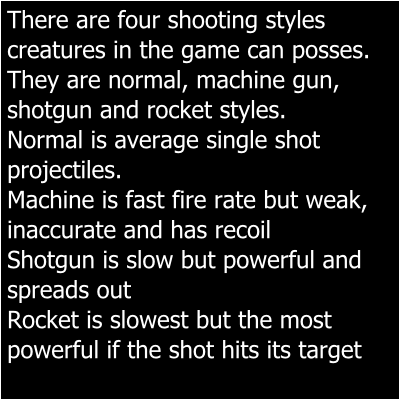 There are four shooting styles
creatures in the game can posses.
They are normal, machine gun,
shotgun and rocket styles.
Normal is average single shot
projectiles.
Machine is fast fire rate but weak,
inaccurate and has recoil
Shotgun is slow but powerful and
spreads out
Rocket is slowest but the most
powerful if the shot hits its target